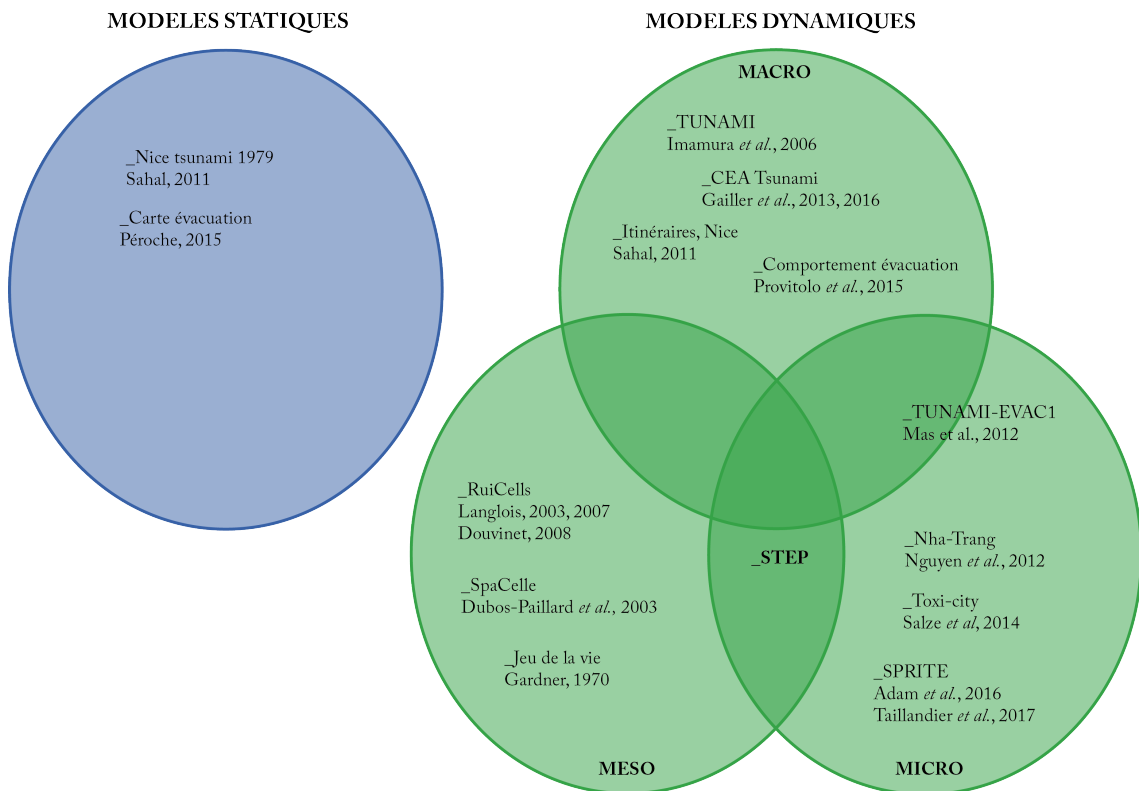 MODELES STATIQUES
_Nice tsunami 1979
Sahal, 2011
_Carte évacuation
Péroche, 2015
MODELES DYNAMIQUES
MACRO
_TUNAMI
Imamura et al., 2006
_CEA Tsunami
Gailler et al., 2013, 2016
_Itinéraires, Nice
Sahal, 2011
_Comportement évacuation
Provitolo et al., 2015
_TUNAMI-EVAC1
Mas et al., 2012
_RuiCells
Langlois, 2003, 2007
Douvinet, 2008
_SpaCelle
Dubos-Paillard et al., 2003
_Jeu de la vie
Gardner, 1970
MESO
_STEP
_Nha-Trang
Nguyen et al., 2012
_Toxi-city
Salze et al, 2014
_SPRITE
Adam et al., 2016
Taillandier et al., 2017
MICRO